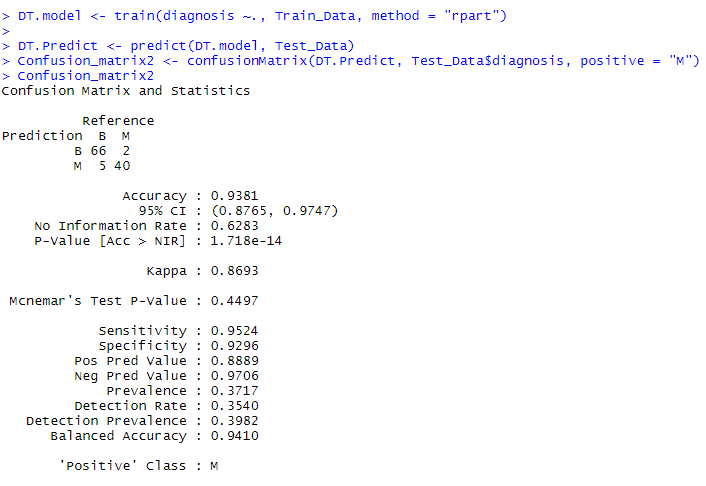 > DT.model <- train(diagnosis ~., Train_Data, method = "rpart")
>
> DT.Predict <- predict(DT.model, Test_Data)
> Confusion_matrix2 <- confusionMatrix(DT.Predict, Test_Data$diagnosis, positive = "M")
> Confusion_matrix2
Confusion Matrix and Statistics
Reference
Prediction B M
B 66 2
M 5 40
Accuracy : 0.9381
95% CI : (0.8765, 0.9747)
No Information Rate : 0.6283
P-Value [Acc > NIR] : 1.718e-14
Kappa : 0.8693
Mcnemar's Test P-Value : 0.4497
Sensitivity : 0.9524
Specificity : 0.9296
Pos Pred Value : 0.8889
Neg Pred Value : 0.9706
Prevalence : 0.3717
Detection Rate : 0.3540
Detection Prevalence : 0.3982
Balanced Accuracy : 0.9410
'Positive' Class : M